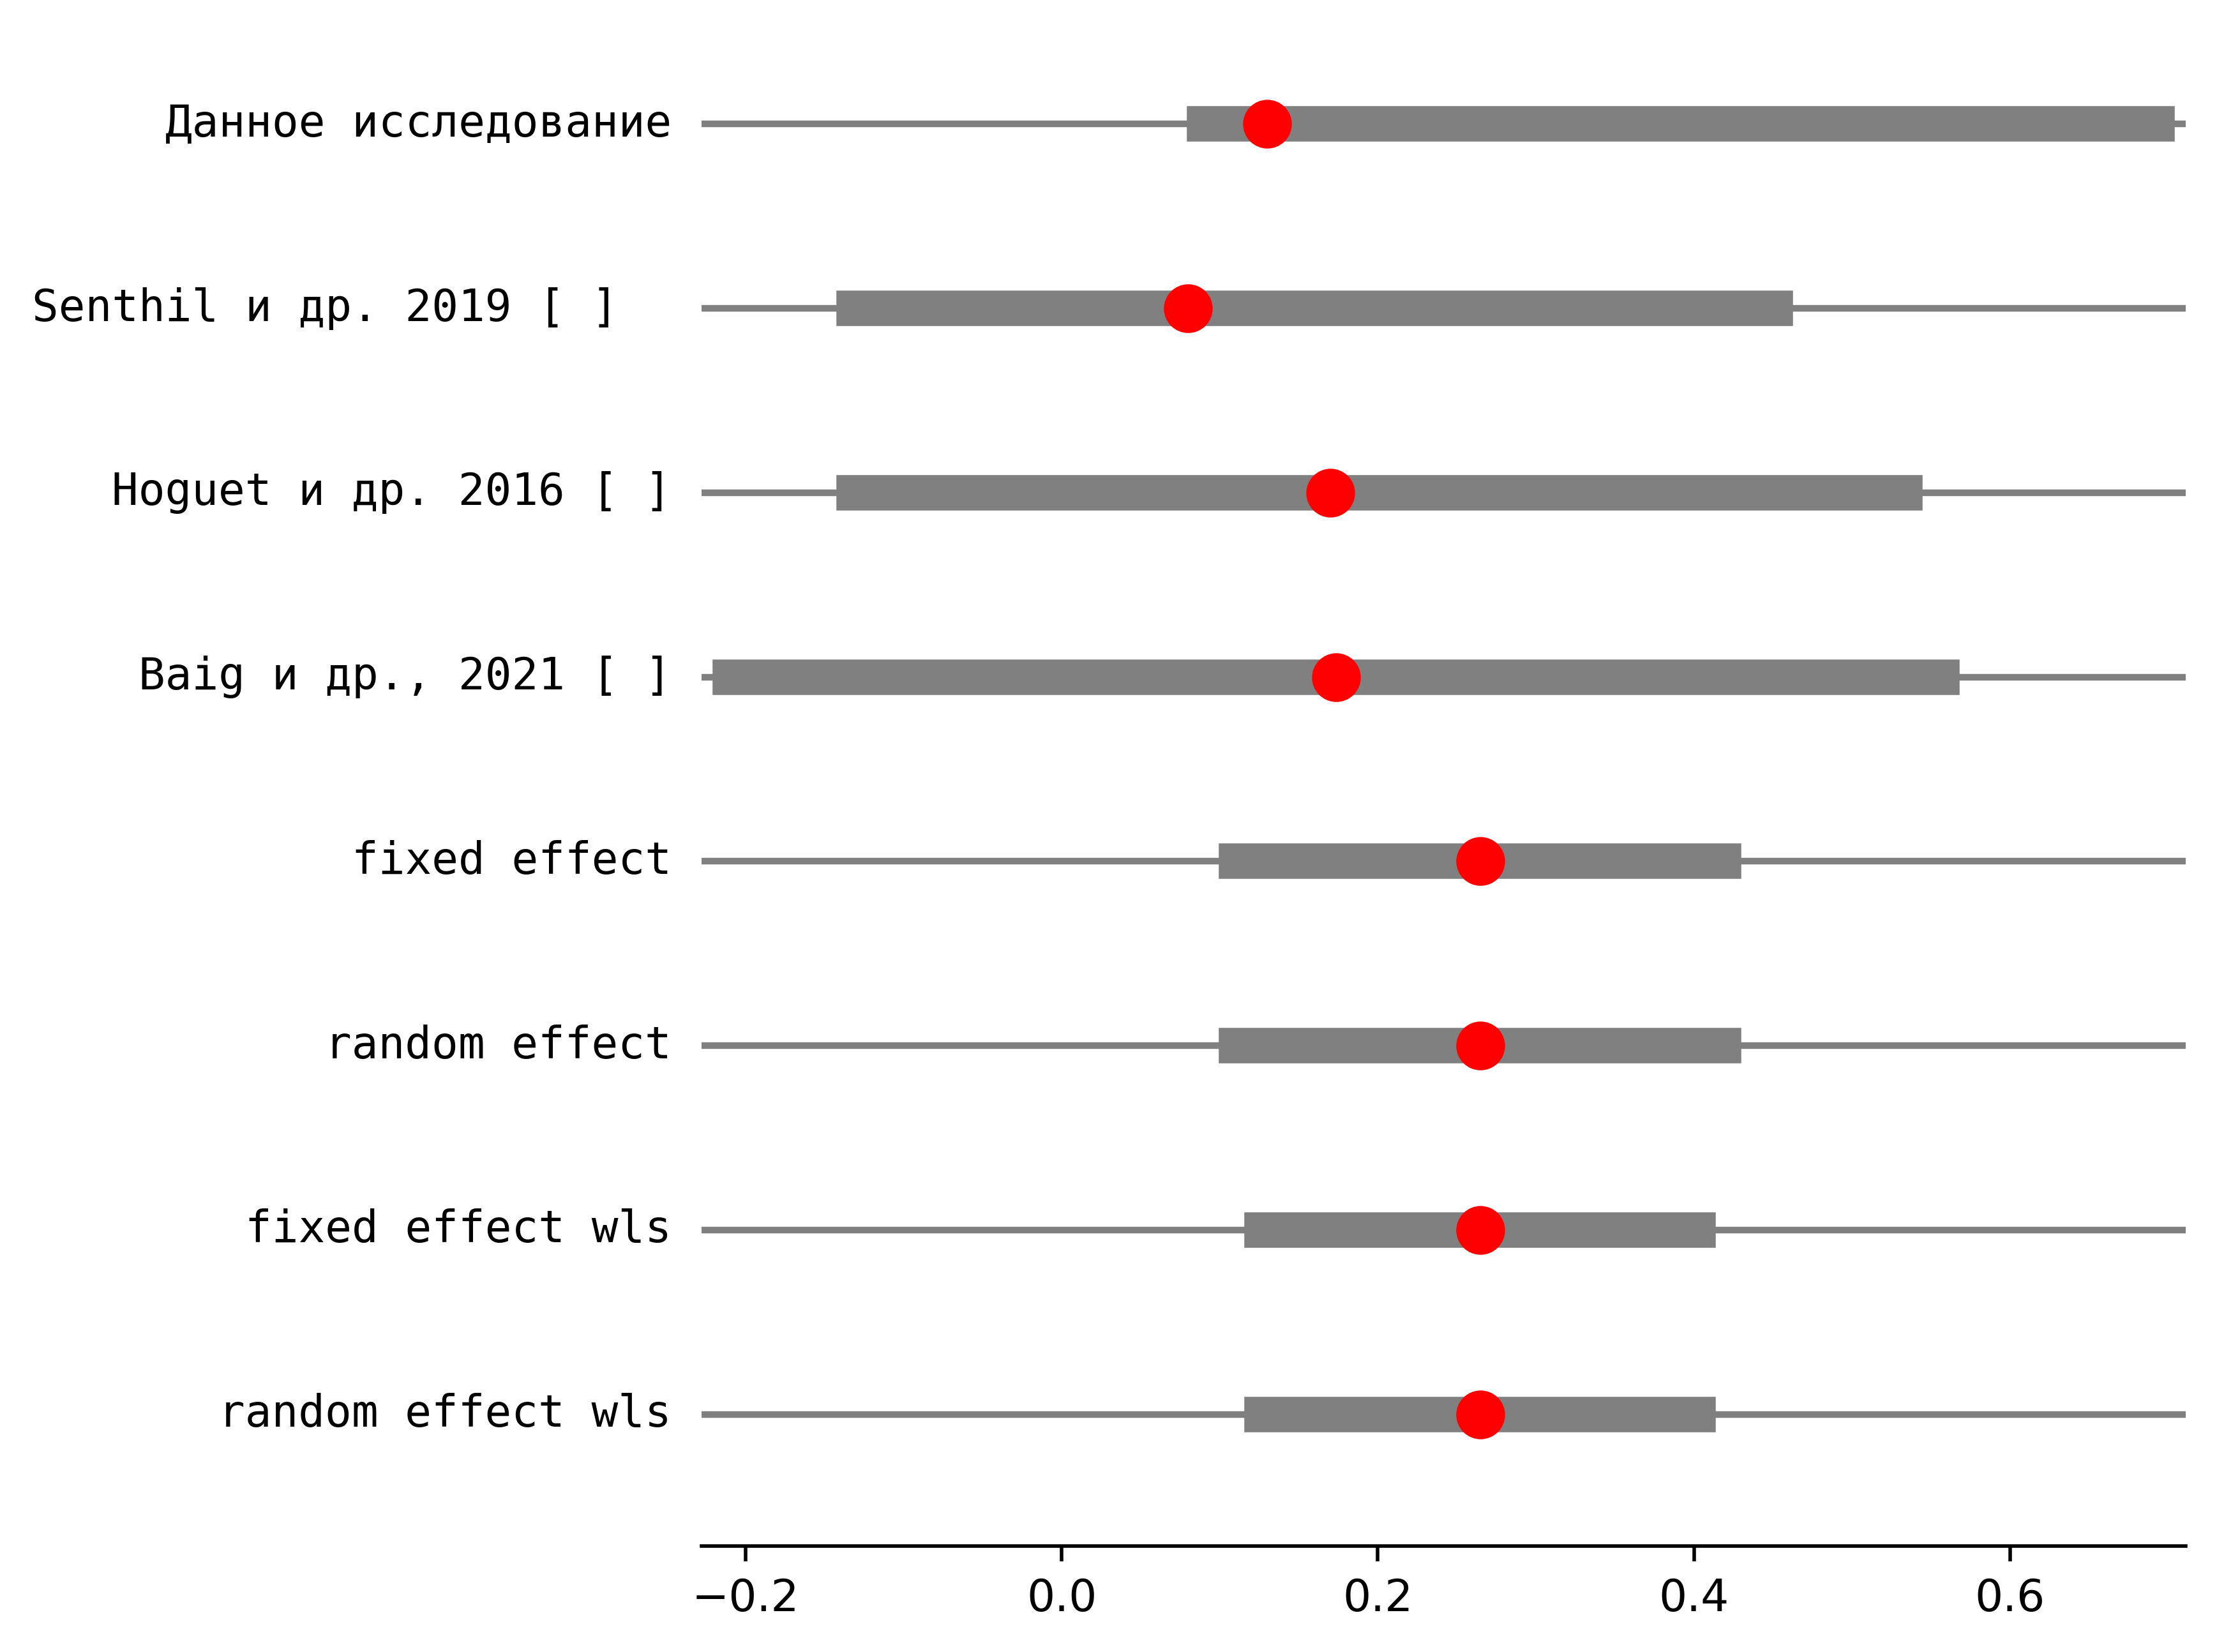 Данное исследование
Senthil и др. 2019 [ ]
Hoguet и др. 2016 [ ]
Baig и др., 2021 [ ]
fixed effect
random effect
fixed effect wls
random effect wls
−0.2 0.0 0.2 0.4 0.6